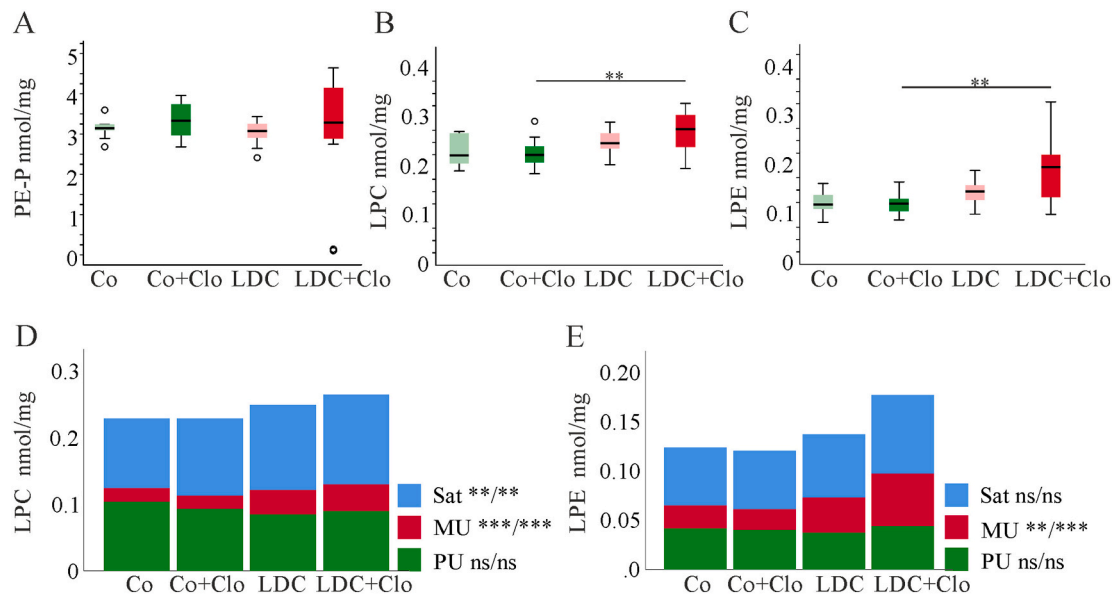 A
PE-P nmol/mg
5
4
3
3
1
1
0
Co Co+Clo LDC LDC+Clo
B
LPC nmol/mg
0.4
0.3
0.2
0.1
0
**
Co Co+Clo LDC LDC+Clo
C
LPE nmol/mg
0.4
0.3
0.2
0.1
0
**
Co Co+Clo LDC LDC+Clo
D
LPC nmol/mg
0.3
0.2
0.1
0
Sat **/**
MU ***/***
PU ns/ns
Co Co+Clo LDC LDC+Clo
E
LPE nmol/mg
0.20
0.15
0.10
0.05
.0
Sat ns/ns
MU **/***
PU ns/ns
Co Co+Clo LDC LDC+Clo